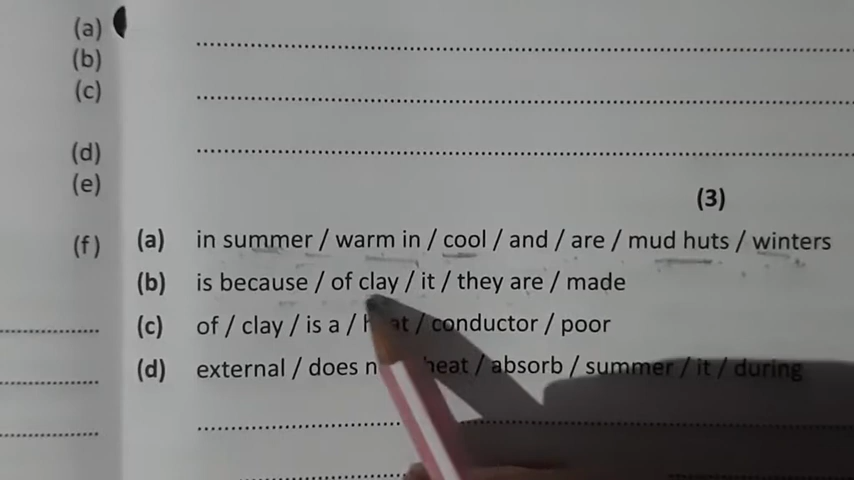 (a)
(b)
(c)
(d)
(e)
(3)
(f) (a) in summer / warm in / cool / and / are / mud huts / winters
(b) is because / of clay / it / they are / made
(c) of / clay / is a / / conductor / poor
(d) external / does heat / absorb / summer / it / during